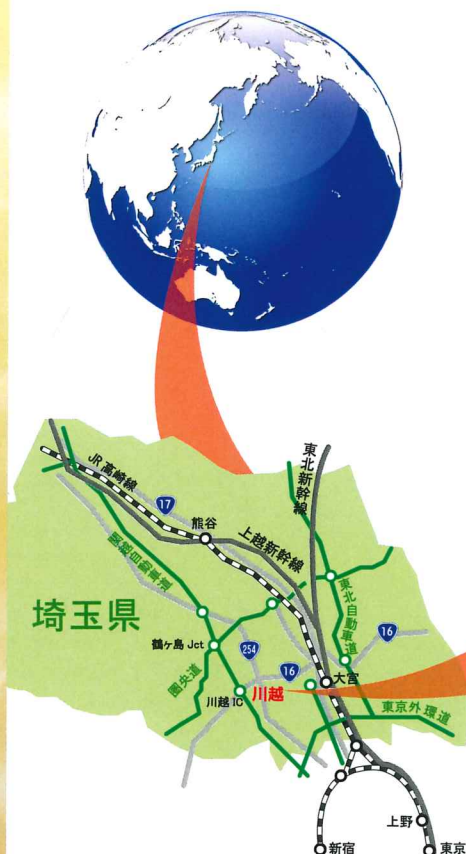 東北新幹線
JR高崎線
17
熊谷
上越新幹線
関越自動車道
埼玉県
東北自動車道
鶴ヶ島 Jct
254
16
16
圏央道
川越IC
川越
大宮
東京外環道
上野
新宿
東京